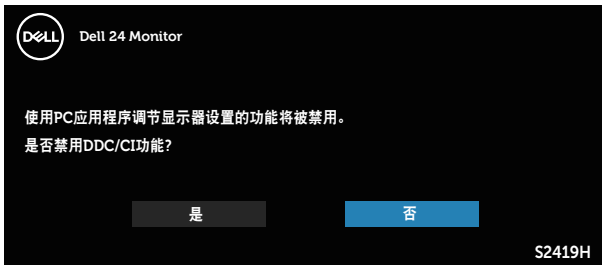 DELL
Dell 24 Monitor
使用PC应用程序调节显示器设置的功能将被禁用。
是否禁用DDC/CI功能?
是
否
S2419H